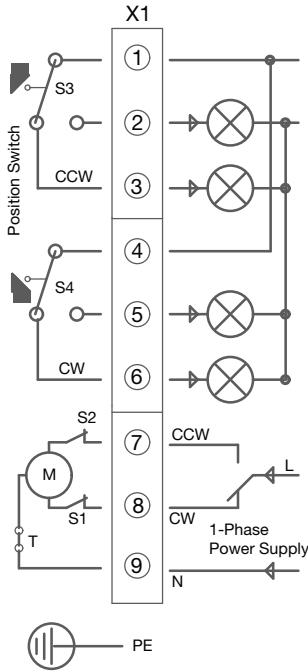 X1
1
S3
2
Position Switch
CCW
3
4
S4
5
CW
6
S2
7
CCW
M
L
S1
8
CW
T
1-Phase
Power Supply
9
N
PE